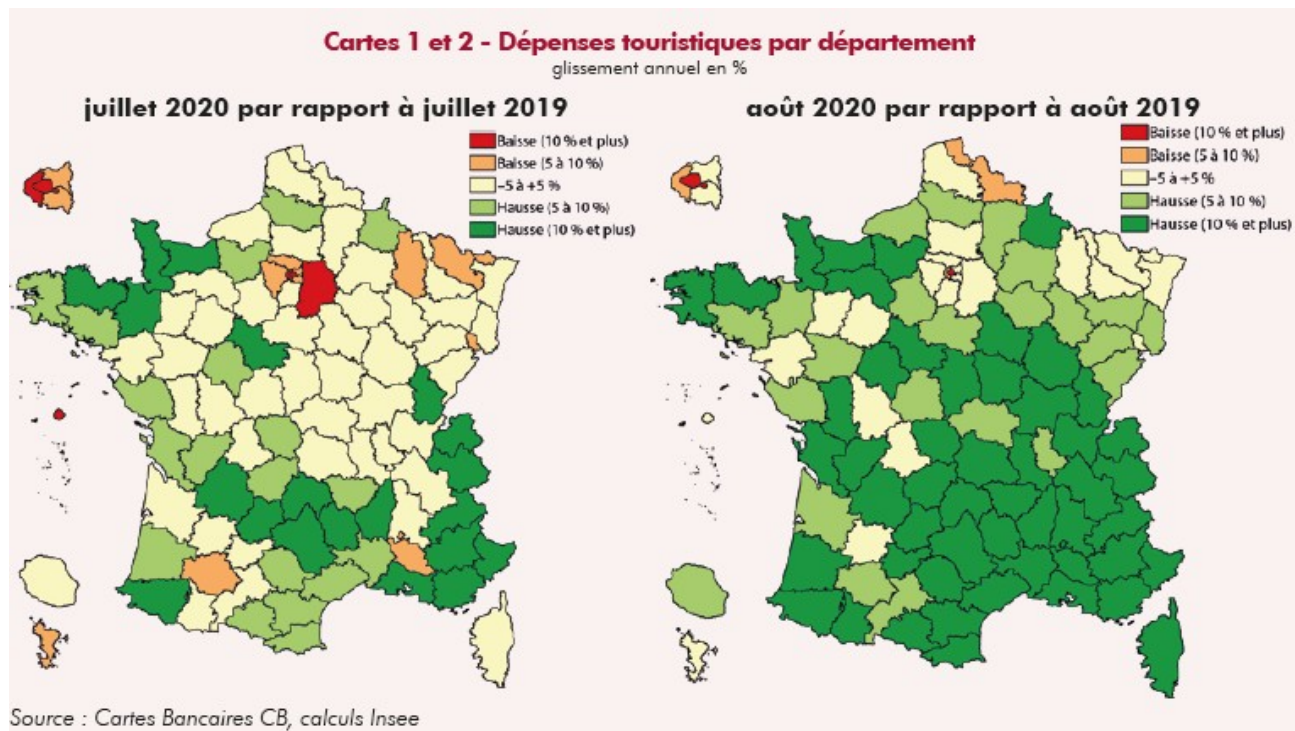 Cartes 1 et 2 - Dépenses touristiques par département
glissement annuel en %
juillet 2020 par rapport à juillet 2019
Baisse (10 % et plus)
Baisse (5 à 10 %)
–5 à +5 %
Hausse (5 à 10 %)
Hausse (10 % et plus)
août 2020 par rapport à août 2019
Baisse (10 % et plus)
Baisse (5 à 10 %)
–5 à +5 %
Hausse (5 à 10 %)
Hausse (10 % et plus)
Source : Cartes Bancaires CB, calculs Insee